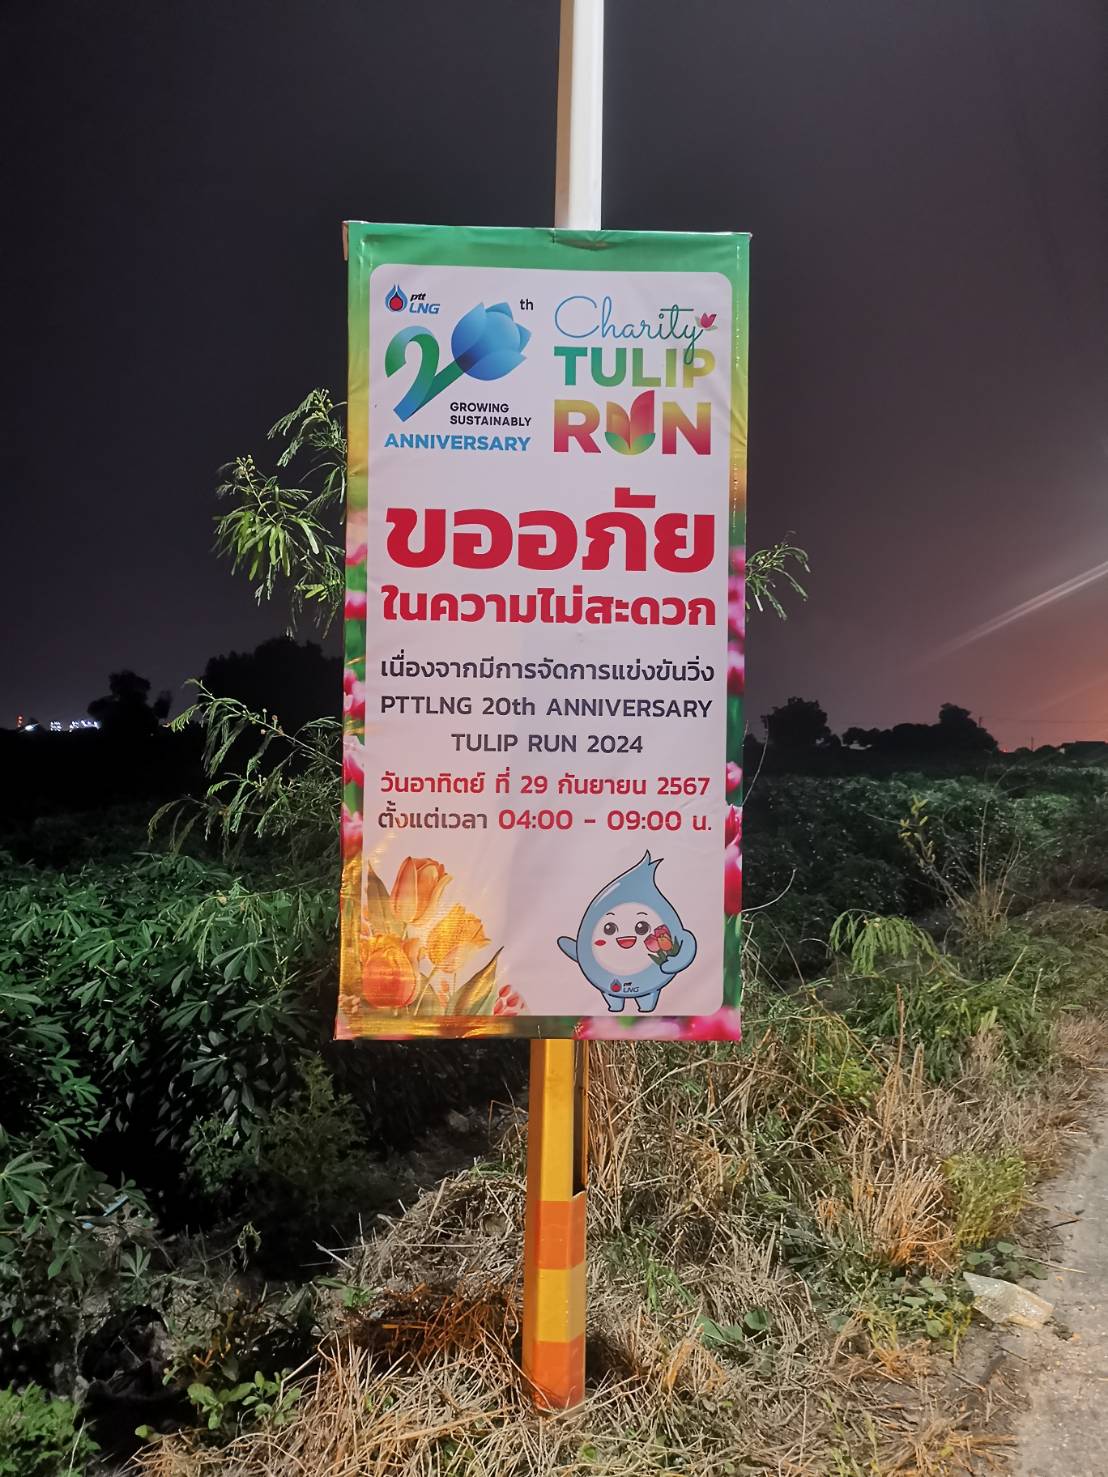 ptt
LNG
20th
GROWING
SUSTAINABLY
ANNIVERSARY
Charity
TULIP
RUN
ขออภัย
ในความไม่สะดวก
เนื่องจากมีการจัดการแข่งขันวิ่ง
PTTLNG 20th ANNIVERSARY
TULIP RUN 2024
วันอาทิตย์ ที่ 29 กันยายน 2567
ตั้งแต่เวลา 04:00 - 09:00 น.
ptt
LNG